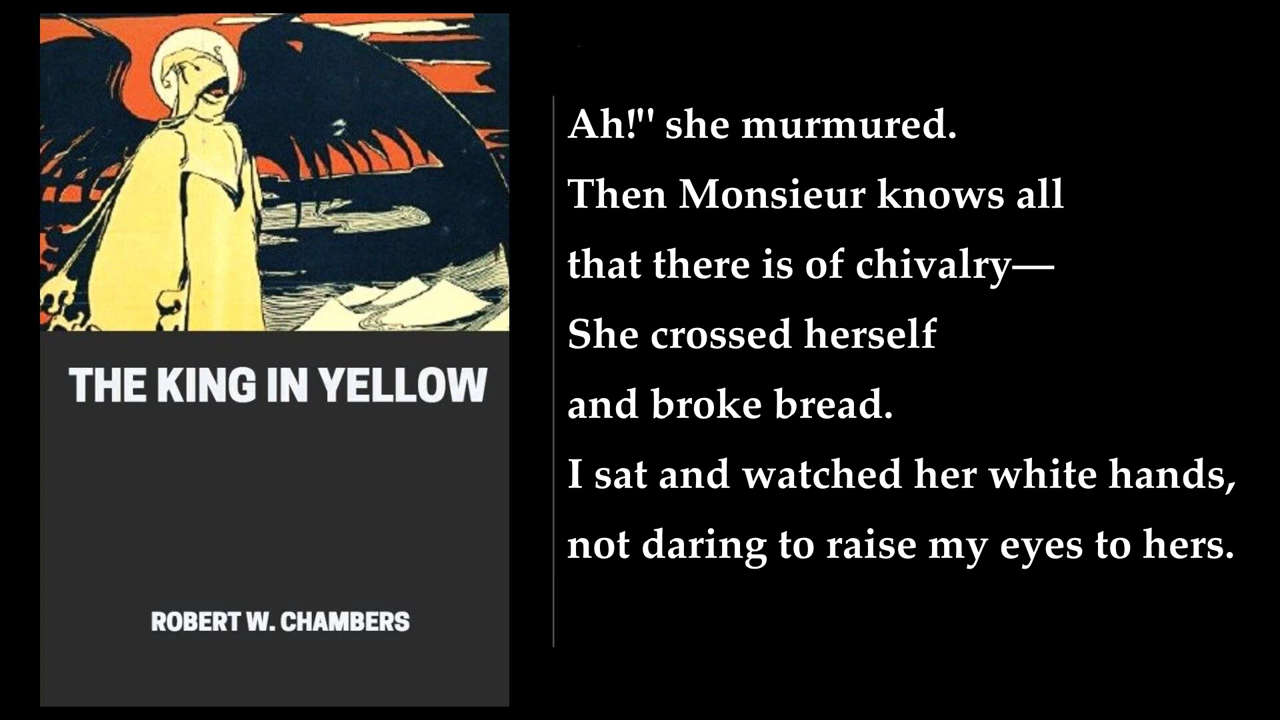 THE KING IN YELLOW
ROBERT W. CHAMBERS
Ah!" she murmured.
Then Monsieur knows all
that there is of chivalry—
She crossed herself
and broke bread.
I sat and watched her white hands,
not daring to raise my eyes to hers.